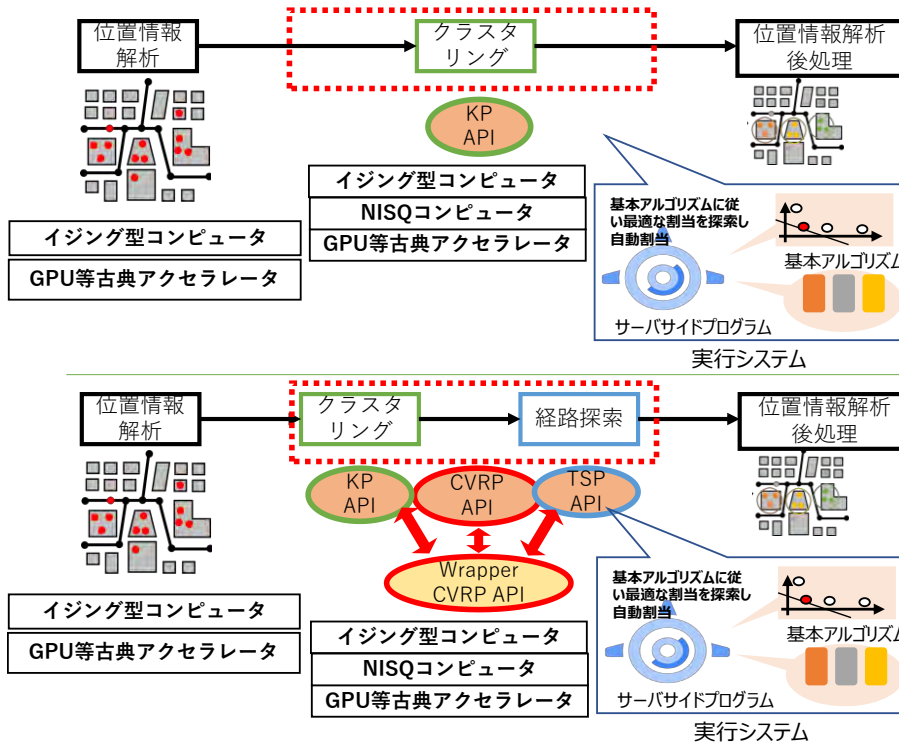 位置情報
解析
クラスタ
リング
位置情報解析
後処理
KP
API
イジング型コンピュータ
NISQコンピュータ
GPU等古典アクセラレータ
イジング型コンピュータ
GPU等古典アクセラレータ
基本アルゴリズムに従
い最適な割当を探索し
自動割当
基本アルゴリズム
サーバサイドプログラム
実行システム
位置情報
解析
クラスタ
リング
経路探索
位置情報解析
後処理
KP
API
CVRP
API
TSP
API
Wrapper
CVRP API
イジング型コンピュータ
GPU等古典アクセラレータ
イジング型コンピュータ
NISQコンピュータ
GPU等古典アクセラレータ
基本アルゴリズムに従
い最適な割当を探索し
自動割当
基本アルゴリズム
サーバサイドプログラム
実行システム